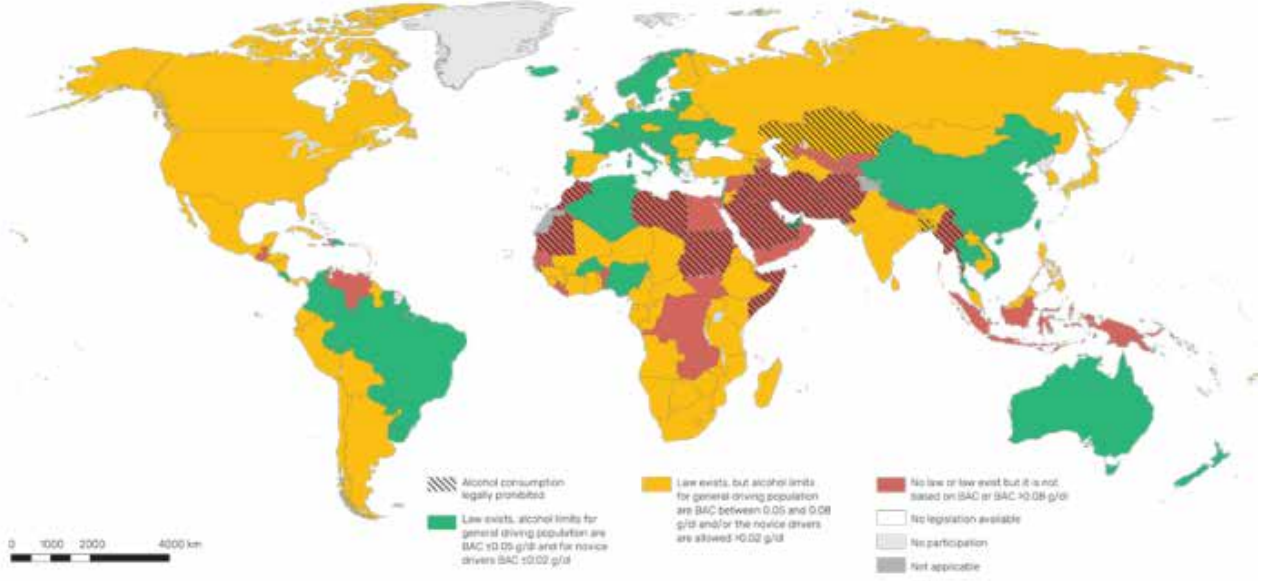 Alcohol consumption
legally prohibited
Law exists, alcohol limits for
general driving population are
BAC ≤0.05 g/dl and for novice
drivers BAC ≤0.02 g/dl
Law exists, but alcohol limits
for general driving population
are BAC between 0.05 and 0.08
g/dl and/or the novice drivers
are allowed >0.02 g/dl
No law or law exist but it is not
based on BAC or BAC >0.08 g/dl
No legislation available
No participation
Not applicable
0 1000 2000 4000 km